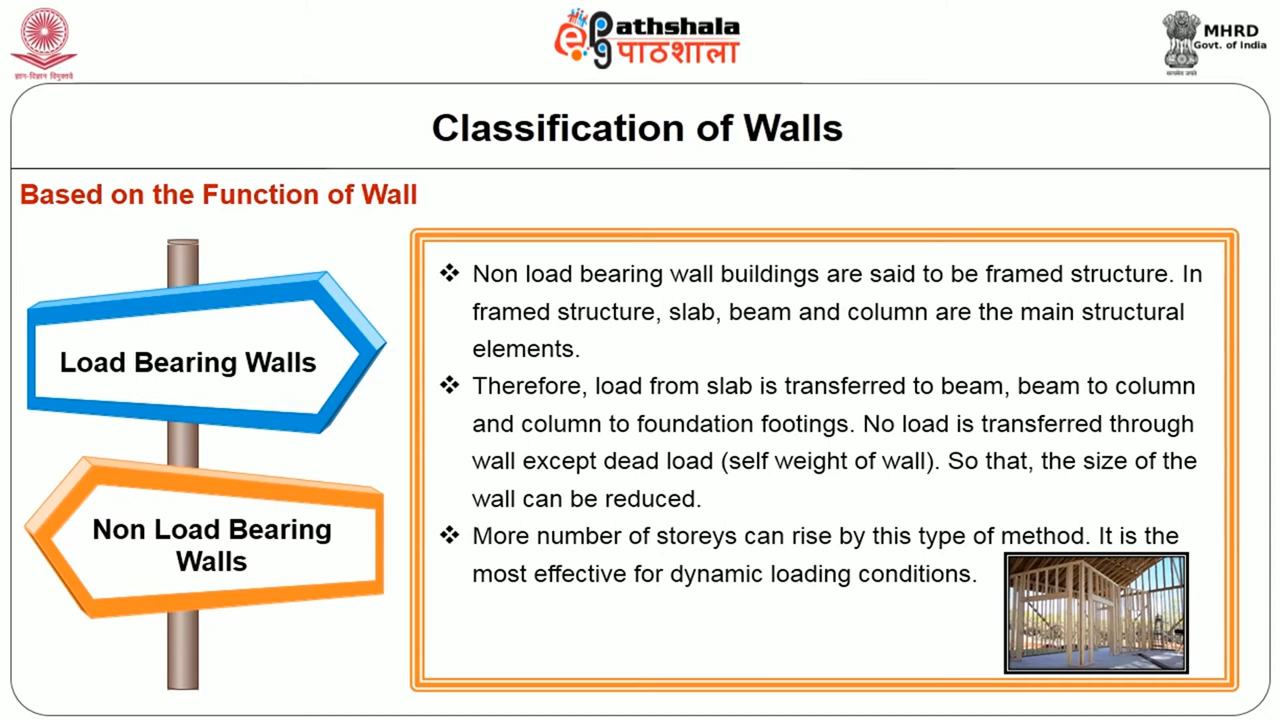 ज्ञान-विज्ञान विमुक्तये
ePathshala
पाठशाला
सत्यमेव जयते
MHRD
Govt. of India
Classification of Walls
Based on the Function of Wall
Load Bearing Walls
Non Load Bearing
Walls
❖ Non load bearing wall buildings are said to be framed structure. In
framed structure, slab, beam and column are the main structural
elements.
❖ Therefore, load from slab is transferred to beam, beam to column
and column to foundation footings. No load is transferred through
wall except dead load (self weight of wall). So that, the size of the
wall can be reduced.
❖ More number of storeys can rise by this type of method. It is the
most effective for dynamic loading conditions.